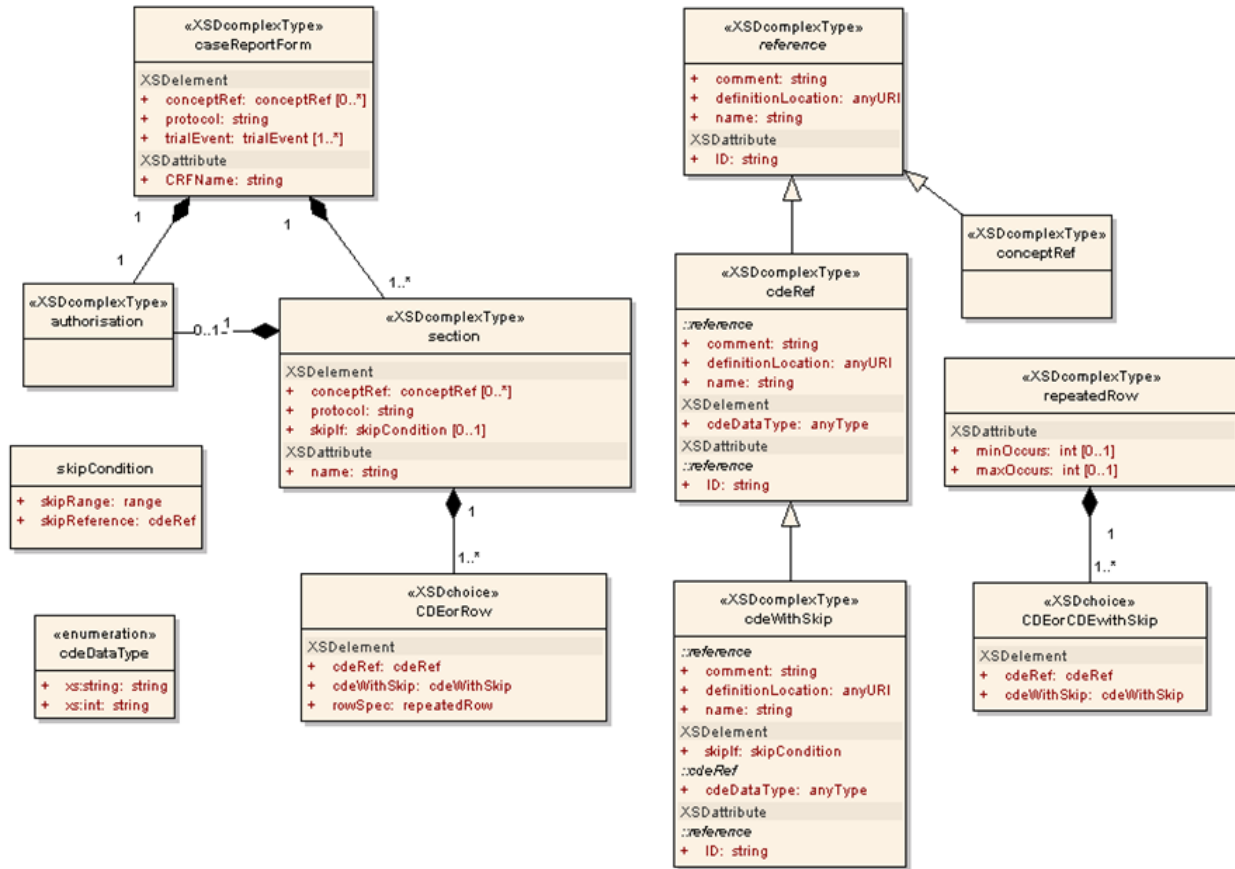 «XSDcomplexType»
caseReportForm
XSDelement
+ conceptRef: conceptRef [0..*]
+ protocol: string
+ trialEvent: trialEvent [1..*]
XSDattribute
+ CRFName: string
1
1
1
1..*
«XSDcomplexType»
authorisation
0..1
1
«XSDcomplexType»
section
XSDelement
+ conceptRef: conceptRef [0..*]
+ protocol: string
+ skipIf: skipCondition [0..1]
XSDattribute
+ name: string
1
1..*
skipCondition
+ skipRange: range
+ skipReference: cdeRef
«enumeration»
cdeDataType
+ xs:string: string
+ xs:int: string
«XSDchoice»
CDEorRow
XSDelement
+ cdeRef: cdeRef
+ cdeWithSkip: cdeWithSkip
+ rowSpec: repeatedRow
«XSDcomplexType»
reference
+ comment: string
+ definitionLocation: anyURI
+ name: string
XSDattribute
+ ID: string
«XSDcomplexType»
conceptRef
«XSDcomplexType»
cdeRef
::reference
+ comment: string
+ definitionLocation: anyURI
+ name: string
XSDelement
+ cdeDataType: anyType
XSDattribute
::reference
+ ID: string
«XSDcomplexType»
cdeWithSkip
::reference
+ comment: string
+ definitionLocation: anyURI
+ name: string
XSDelement
+ skipIf: skipCondition
::cdeRef
+ cdeDataType: anyType
XSDattribute
::reference
+ ID: string
«XSDcomplexType»
repeatedRow
XSDattribute
+ minOccurs: int [0..1]
+ maxOccurs: int [0..1]
1
1..*
«XSDchoice»
CDEorCDEwithSkip
XSDelement
+ cdeRef: cdeRef
+ cdeWithSkip: cdeWithSkip